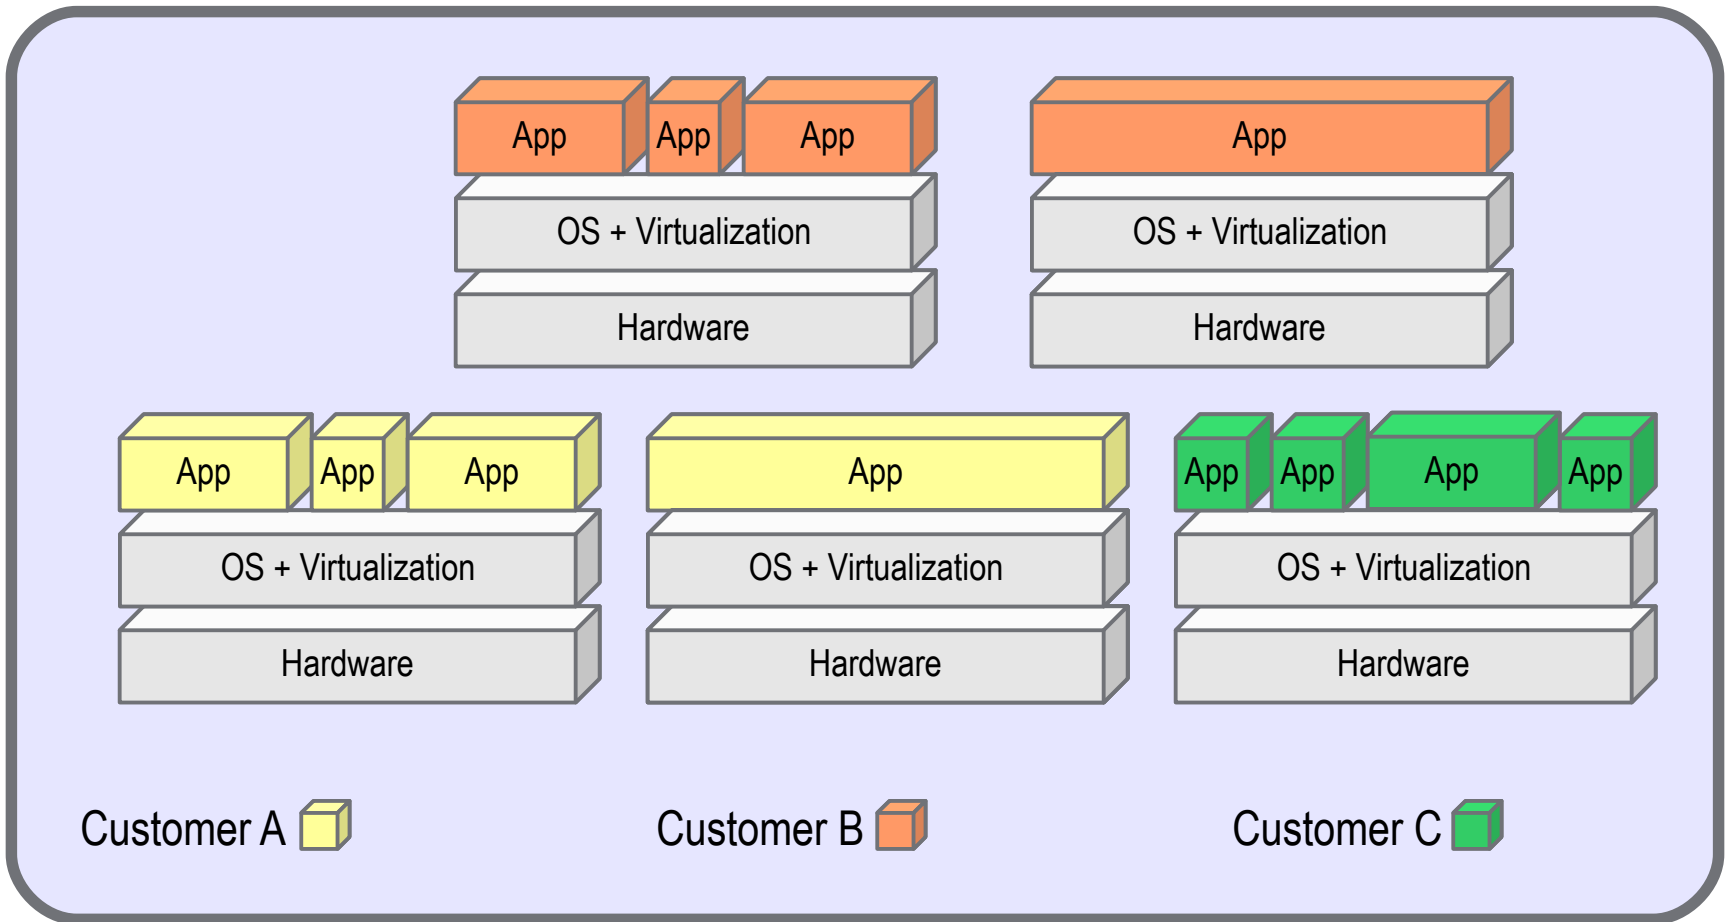 App App App App
OS + Virtualization OS + Virtualization
Hardware Hardware
App App App App App App App App
OS + Virtualization OS + Virtualization OS + Virtualization
Hardware Hardware Hardware
Customer A Customer B Customer C